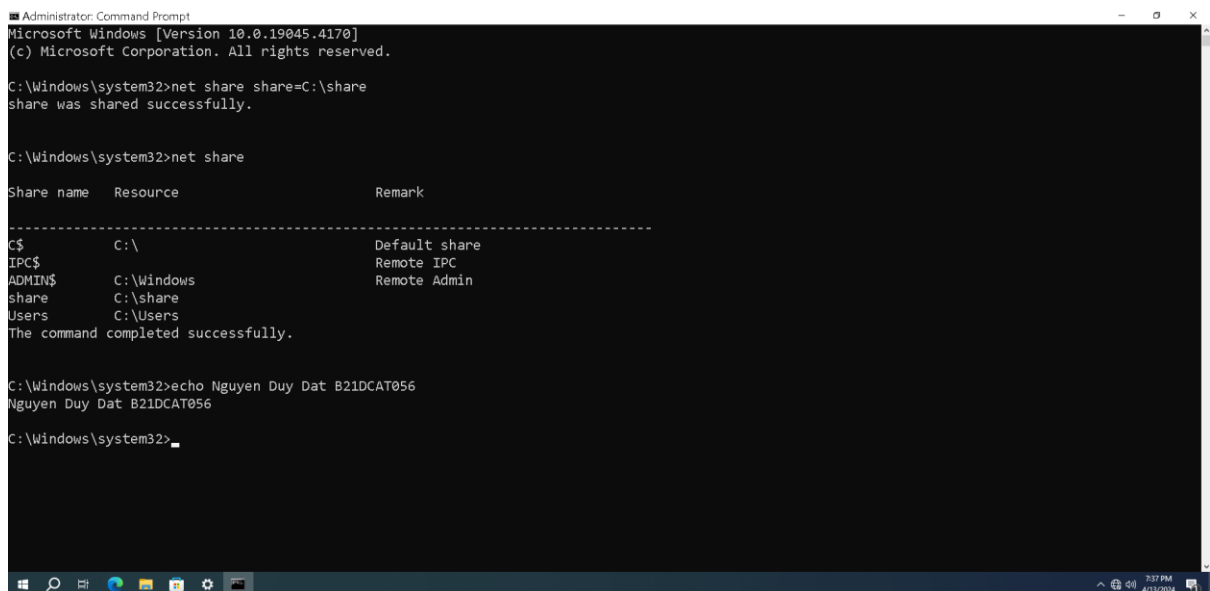 Administrator: Command Prompt
Microsoft Windows [Version 10.0.19045.4170]
(c) Microsoft Corporation. All rights reserved.
C:\Windows\system32>net share share=C:\share
share was shared successfully.
C:\Windows\system32>net share
Share name   Resource                        Remark
-------------------------------------------------------------------------------
C$           C:\                             Default share
IPC$                                         Remote IPC
ADMIN$       C:\Windows                      Remote Admin
share        C:\share
Users        C:\Users
The command completed successfully.
C:\Windows\system32>echo Nguyen Duy Dat B21DCAT056
Nguyen Duy Dat B21DCAT056
C:\Windows\system32>
7:37 PM
4/13/2024